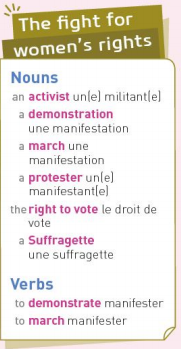 The fight for
women's rights
Nouns
an activist un(e) militant(e)
a demonstration
une manifestation
a march une
manifestation
a protester un(e)
manifestant(e)
the right to vote le droit de
vote
a Suffragette
une suffragette
Verbs
to demonstrate manifester
to march manifester